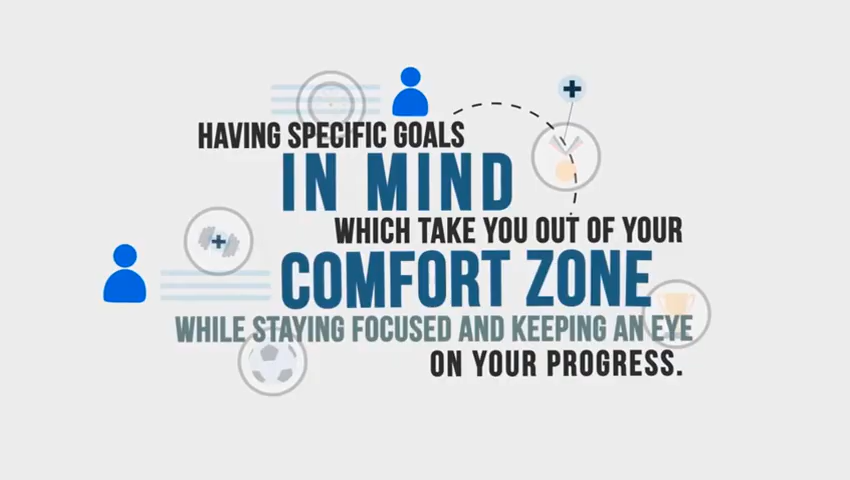 HAVING SPECIFIC GOALS
IN MIND
WHICH TAKE YOU OUT OF YOUR
COMFORT ZONE
WHILE STAYING FOCUSED AND KEEPING AN EYE
ON YOUR PROGRESS.